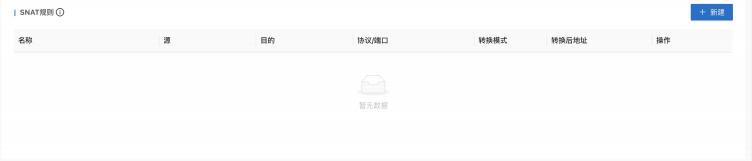 SNAT规则
+ 新建
名称 源 目的 协议/端口 转换模式 转换后地址 操作
暂无数据